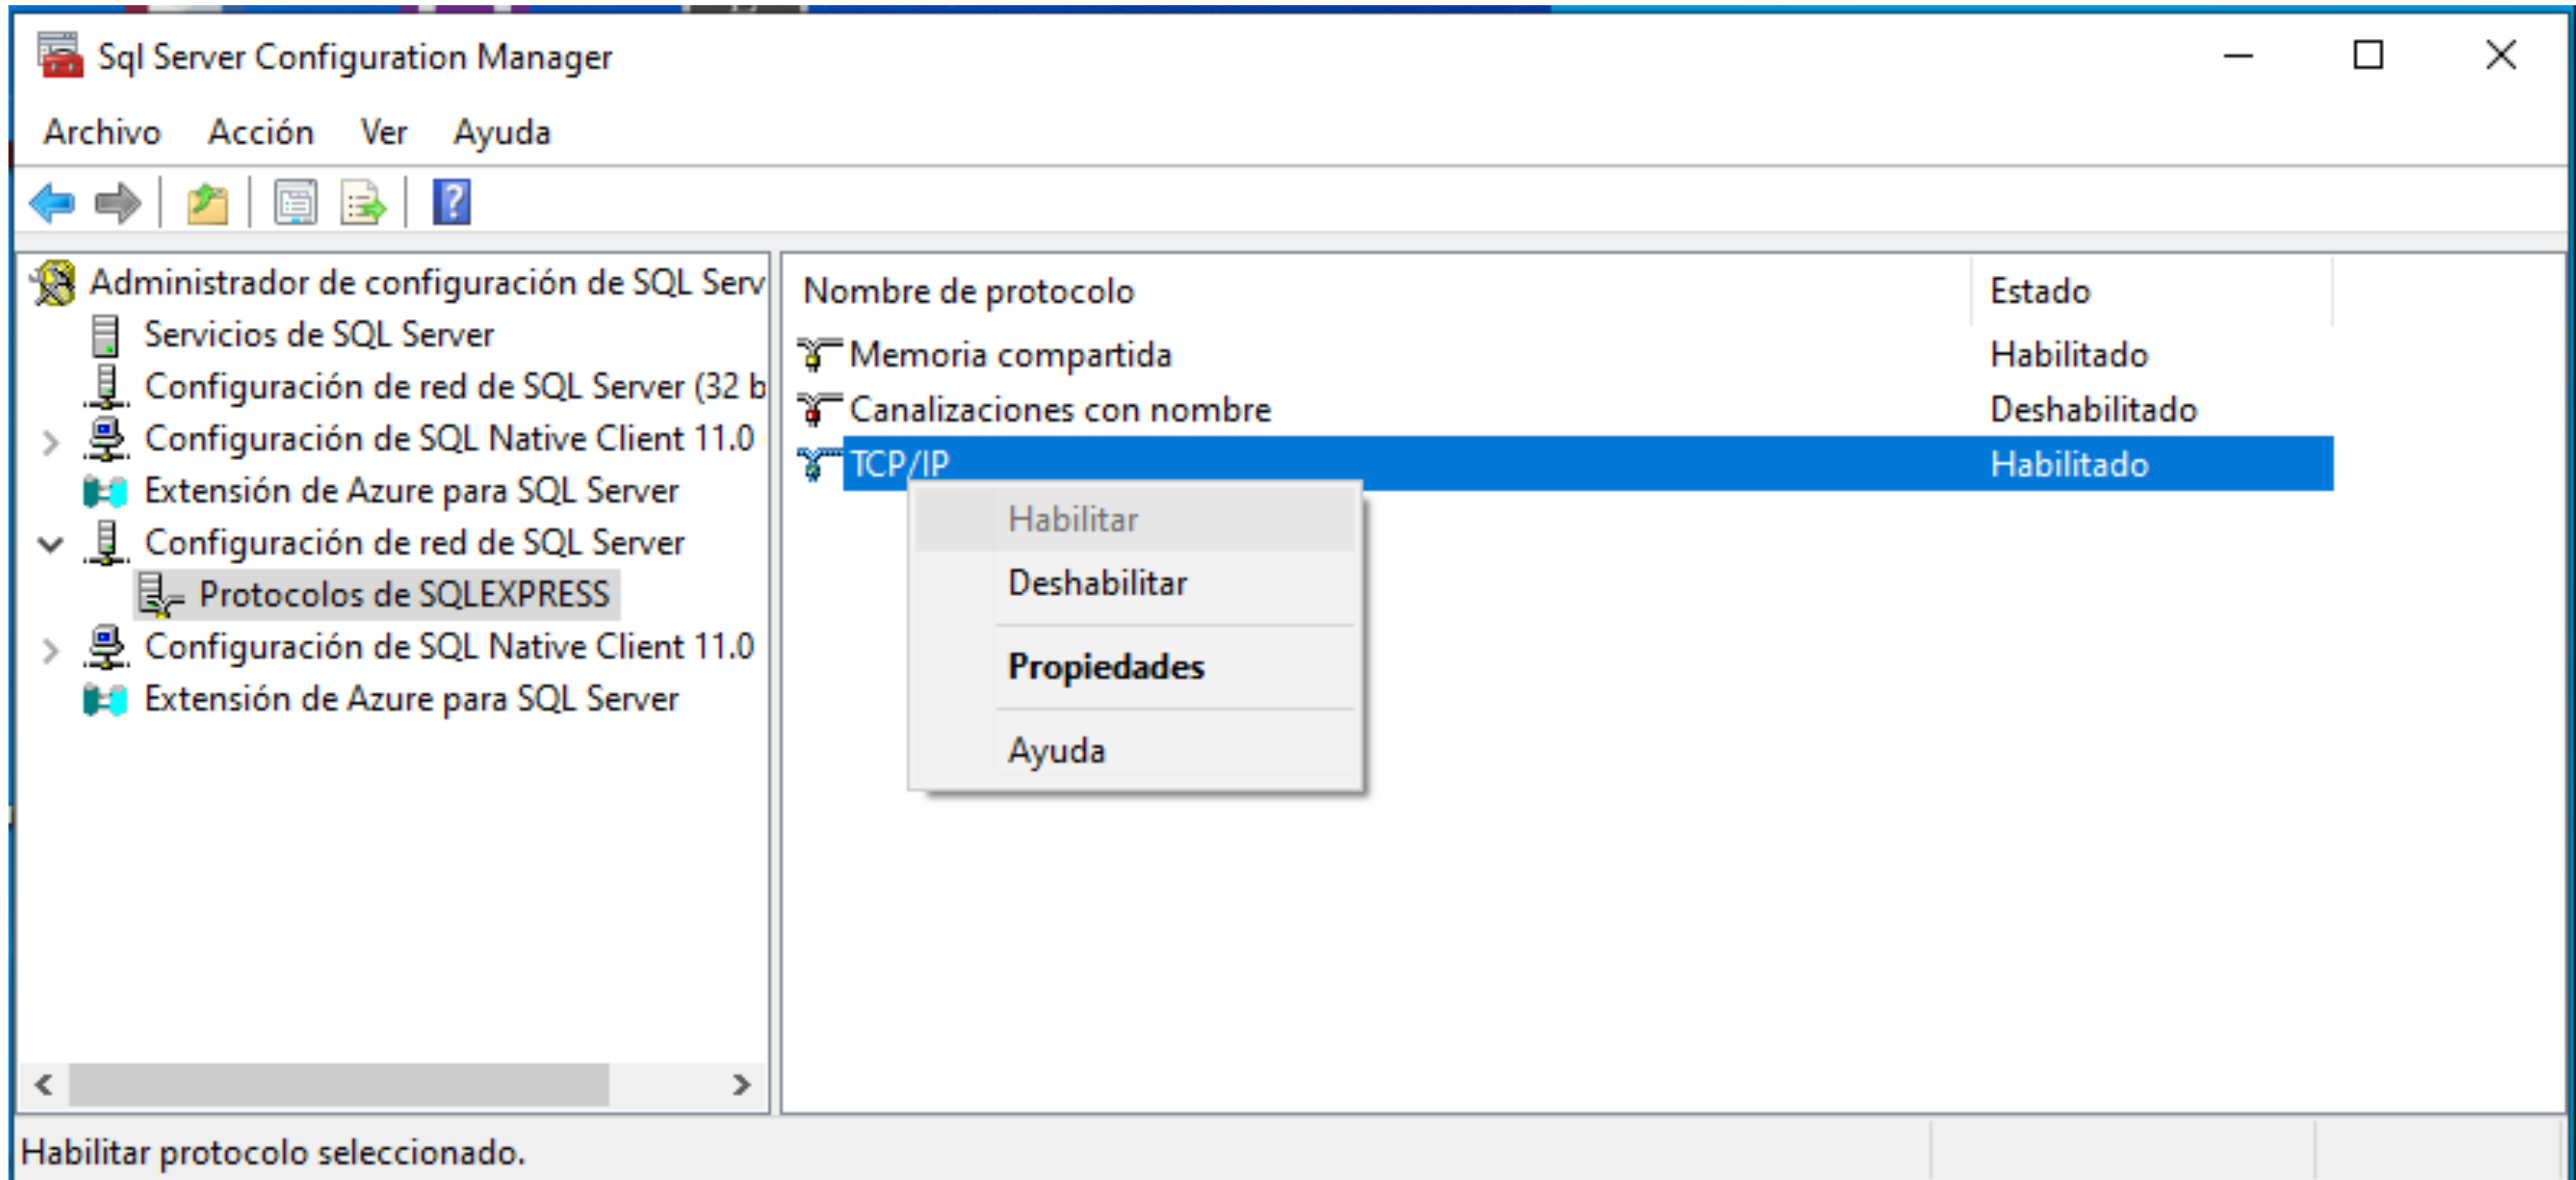 Sql Server Configuration Manager
Archivo Acción Ver Ayuda
Administrador de configuración de SQL Serv
Servicios de SQL Server
Configuración de red de SQL Server (32 b
Configuración de SQL Native Client 11.0
Extensión de Azure para SQL Server
Configuración de red de SQL Server
Protocolos de SQLEXPRESS
Configuración de SQL Native Client 11.0
Extensión de Azure para SQL Server
Nombre de protocolo Estado
Memoria compartida Habilitado
Canalizaciones con nombre Deshabilitado
TCP/IP Habilitado
Habilitar
Deshabilitar
Propiedades
Ayuda
Habilitar protocolo seleccionado.